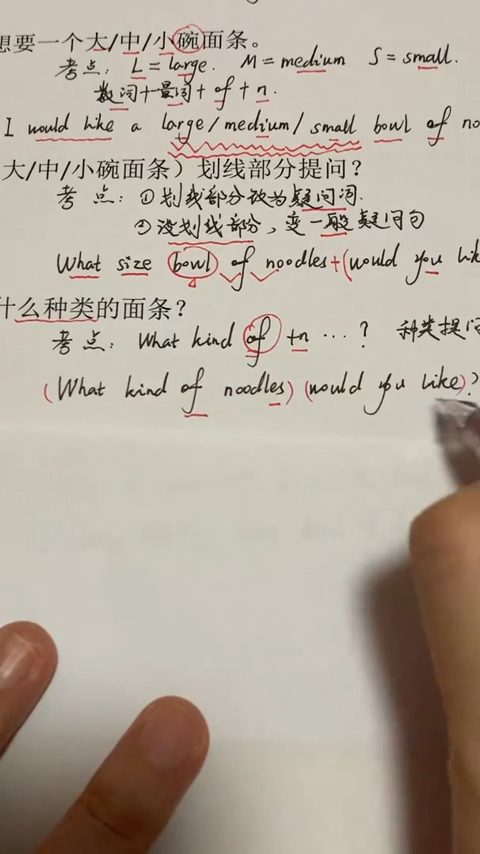 想要一个大/中/小碗面条。
考点: L = large. M = medium S = small.
数词+量词+of+n.
I would like a large/medium/small bowl of no
大/中/小碗面条）划线部分提问？
考点: ①划线部分改为疑问词.
②没划线部分, 变一般疑问句
What size bowl of noodles+(would you lik
什么种类的面条？
考点: What kind of +n ...? 种类提问
(What kind of noodles) (would you like)?